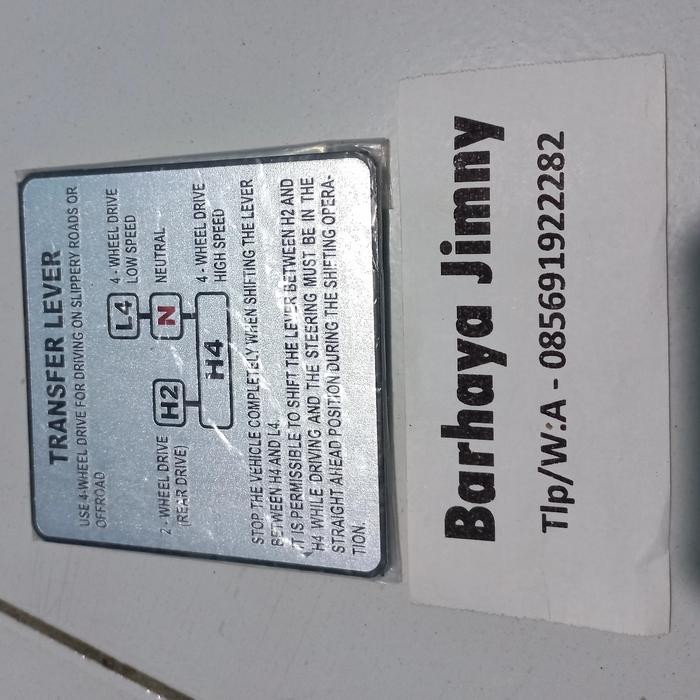 TRANSFER LEVER
USE 4-WHEEL DRIVE FOR DRIVING ON SLIPPERY ROADS OR
OFFROAD
L4
4 - WHEEL DRIVE
LOW SPEED
2 - WHEEL DRIVE
(REAR DRIVE)
H2
N
NEUTRAL
H4
4 - WHEEL DRIVE
HIGH SPEED
STOP THE VEHICLE COMPLETELY WHEN SHIFTING THE LEVER
BETWEEN H4 AND L4.
IT IS PERMISSIBLE TO SHIFT THE LEVER BETWEEN H2 AND
H4 WHILE DRIVING AND THE STEERING MUST BE IN THE
STRAIGHT AHEAD POSITION DURING THE SHIFTING OPERA-
TION.
Barhaya Jimny
Tlp/W.A - 085691922282